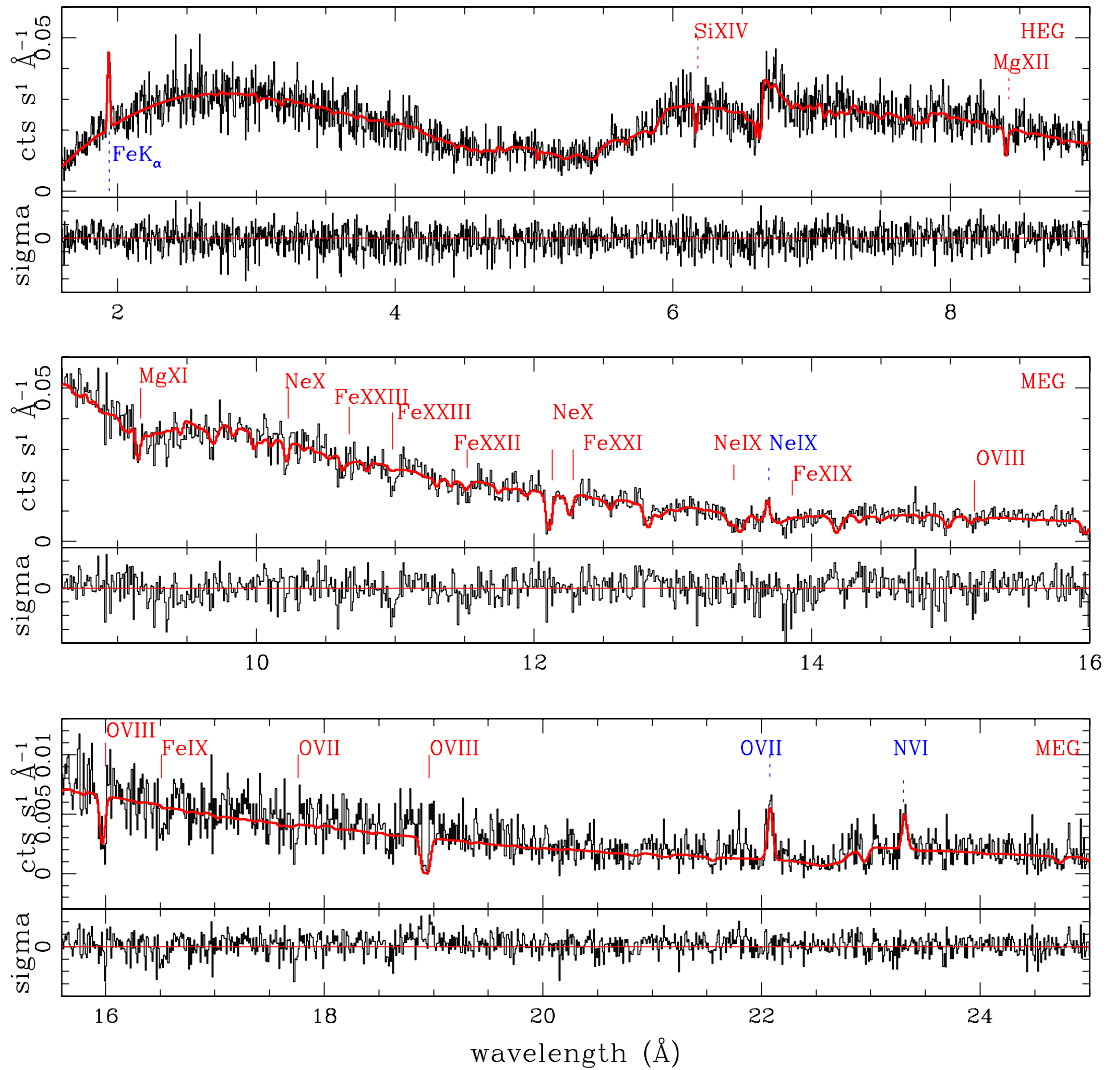 SiXIV HEG
MgXII
0.05
cts s¹ Å⁻¹
FeKα
0
sigma
0
2 4 6 8
MgXI NeX FeXXIII MEG
FeXXIII NeX
FeXXII FeXXI NeIX NeIX
FeXIX OVIII
0.05
cts s¹ Å⁻¹
0
sigma
0
10 12 14 16
OVIII
FeIX OVII OVIII OVII NVI MEG
0.01
0.005
cts s¹ Å⁻¹
0
sigma
0
16 18 20 22 24
wavelength (Å)